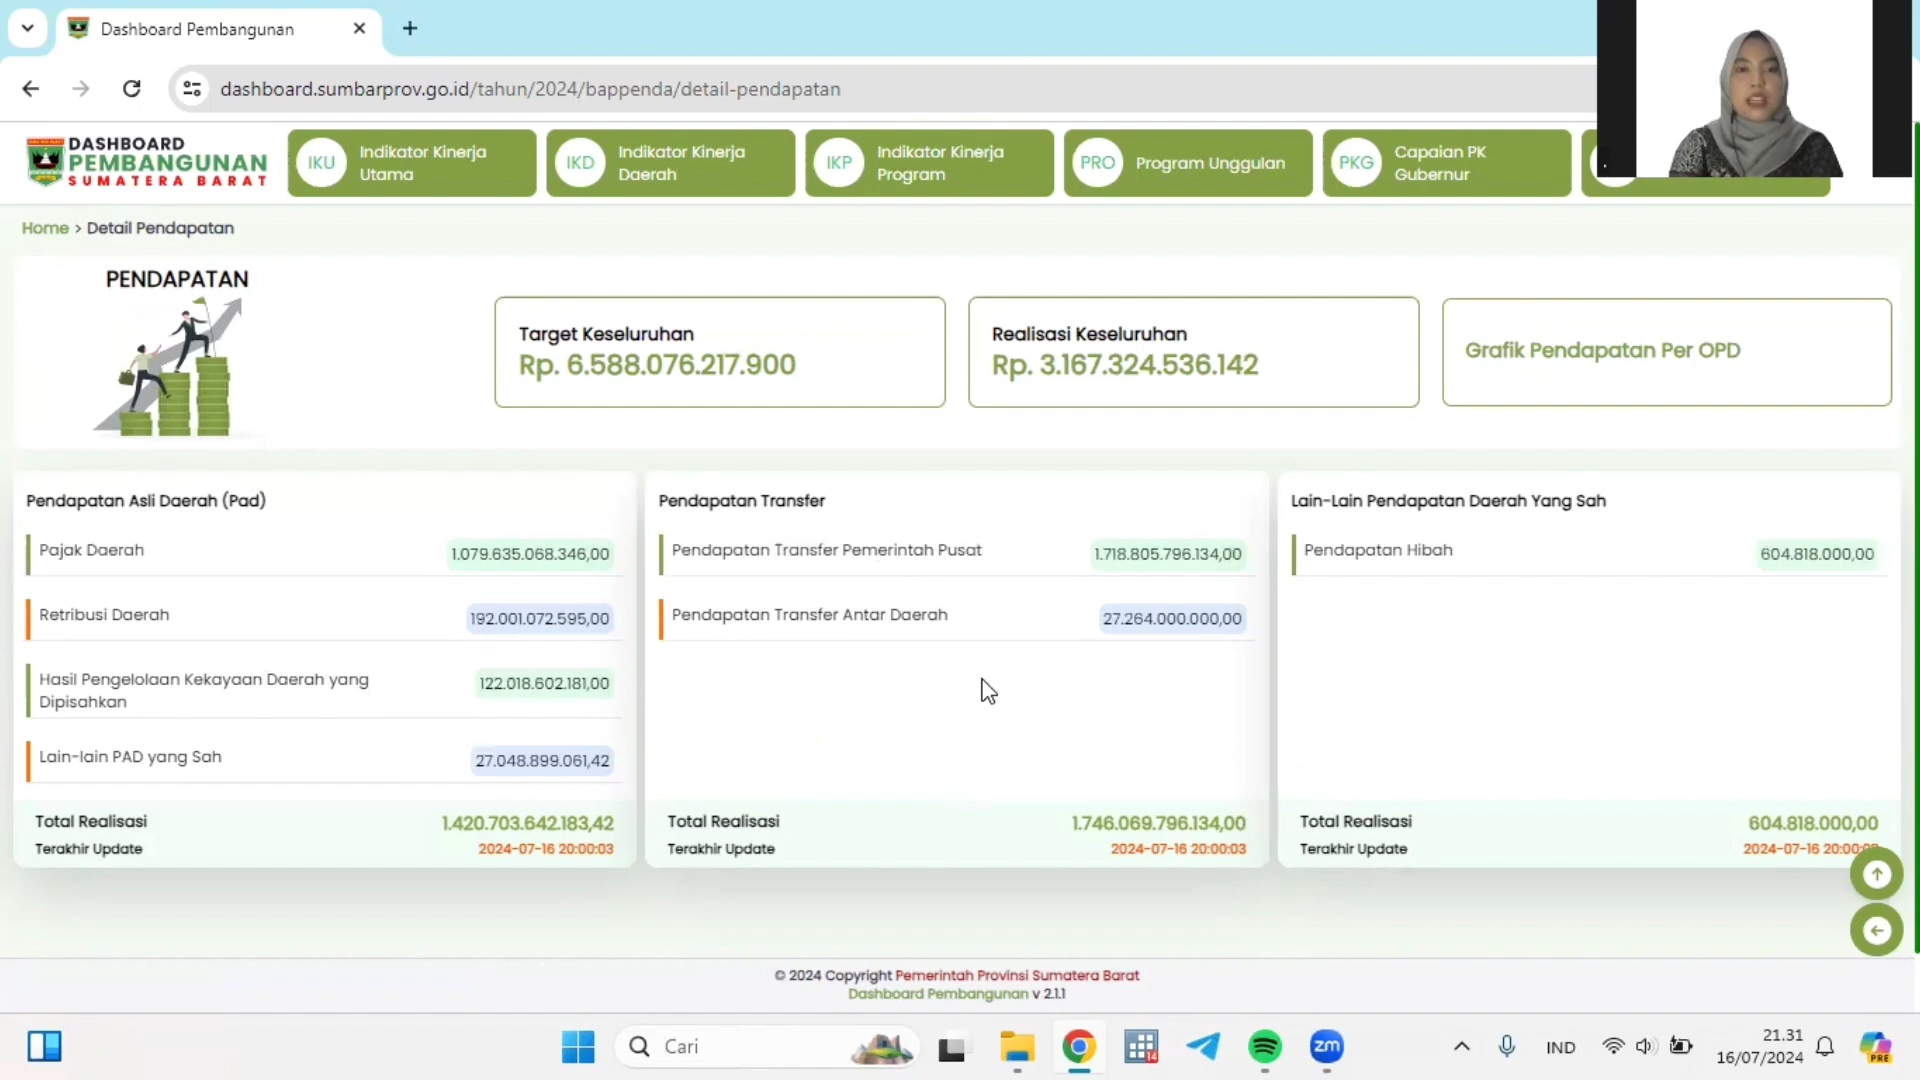 Dashboard Pembangunan
dashboard.sumbarprov.go.id/tahun/2024/bappenda/detail-pendapatan
DASHBOARD
PEMBANGUNAN
SUMATERA BARAT
IKU
Indikator Kinerja
Utama
IKD
Indikator Kinerja
Daerah
IKP
Indikator Kinerja
Program
PRO
Program Unggulan
PKG
Capaian PK
Gubernur
Home > Detail Pendapatan
PENDAPATAN
Target Keseluruhan
Rp. 6.588.076.217.900
Realisasi Keseluruhan
Rp. 3.167.324.536.142
Grafik Pendapatan Per OPD
Pendapatan Asli Daerah (Pad)
Pajak Daerah 1.079.635.068.346,00
Retribusi Daerah 192.001.072.595,00
Hasil Pengelolaan Kekayaan Daerah yang
Dipisahkan
122.018.602.181,00
Lain-lain PAD yang Sah 27.048.899.061,42
Total Realisasi 1.420.703.642.183,42
Terakhir Update 2024-07-16 20:00:03
Pendapatan Transfer
Pendapatan Transfer Pemerintah Pusat 1.718.805.796.134,00
Pendapatan Transfer Antar Daerah 27.264.000.000,00
Total Realisasi 1.746.069.796.134,00
Terakhir Update 2024-07-16 20:00:03
Lain-Lain Pendapatan Daerah Yang Sah
Pendapatan Hibah 604.818.000,00
Total Realisasi 604.818.000,00
Terakhir Update 2024-07-16 20:00:03
© 2024 Copyright Pemerintah Provinsi Sumatera Barat
Dashboard Pembangunan v 2.1.1
Cari
14
zm
IND
21.31
16/07/2024
PRE